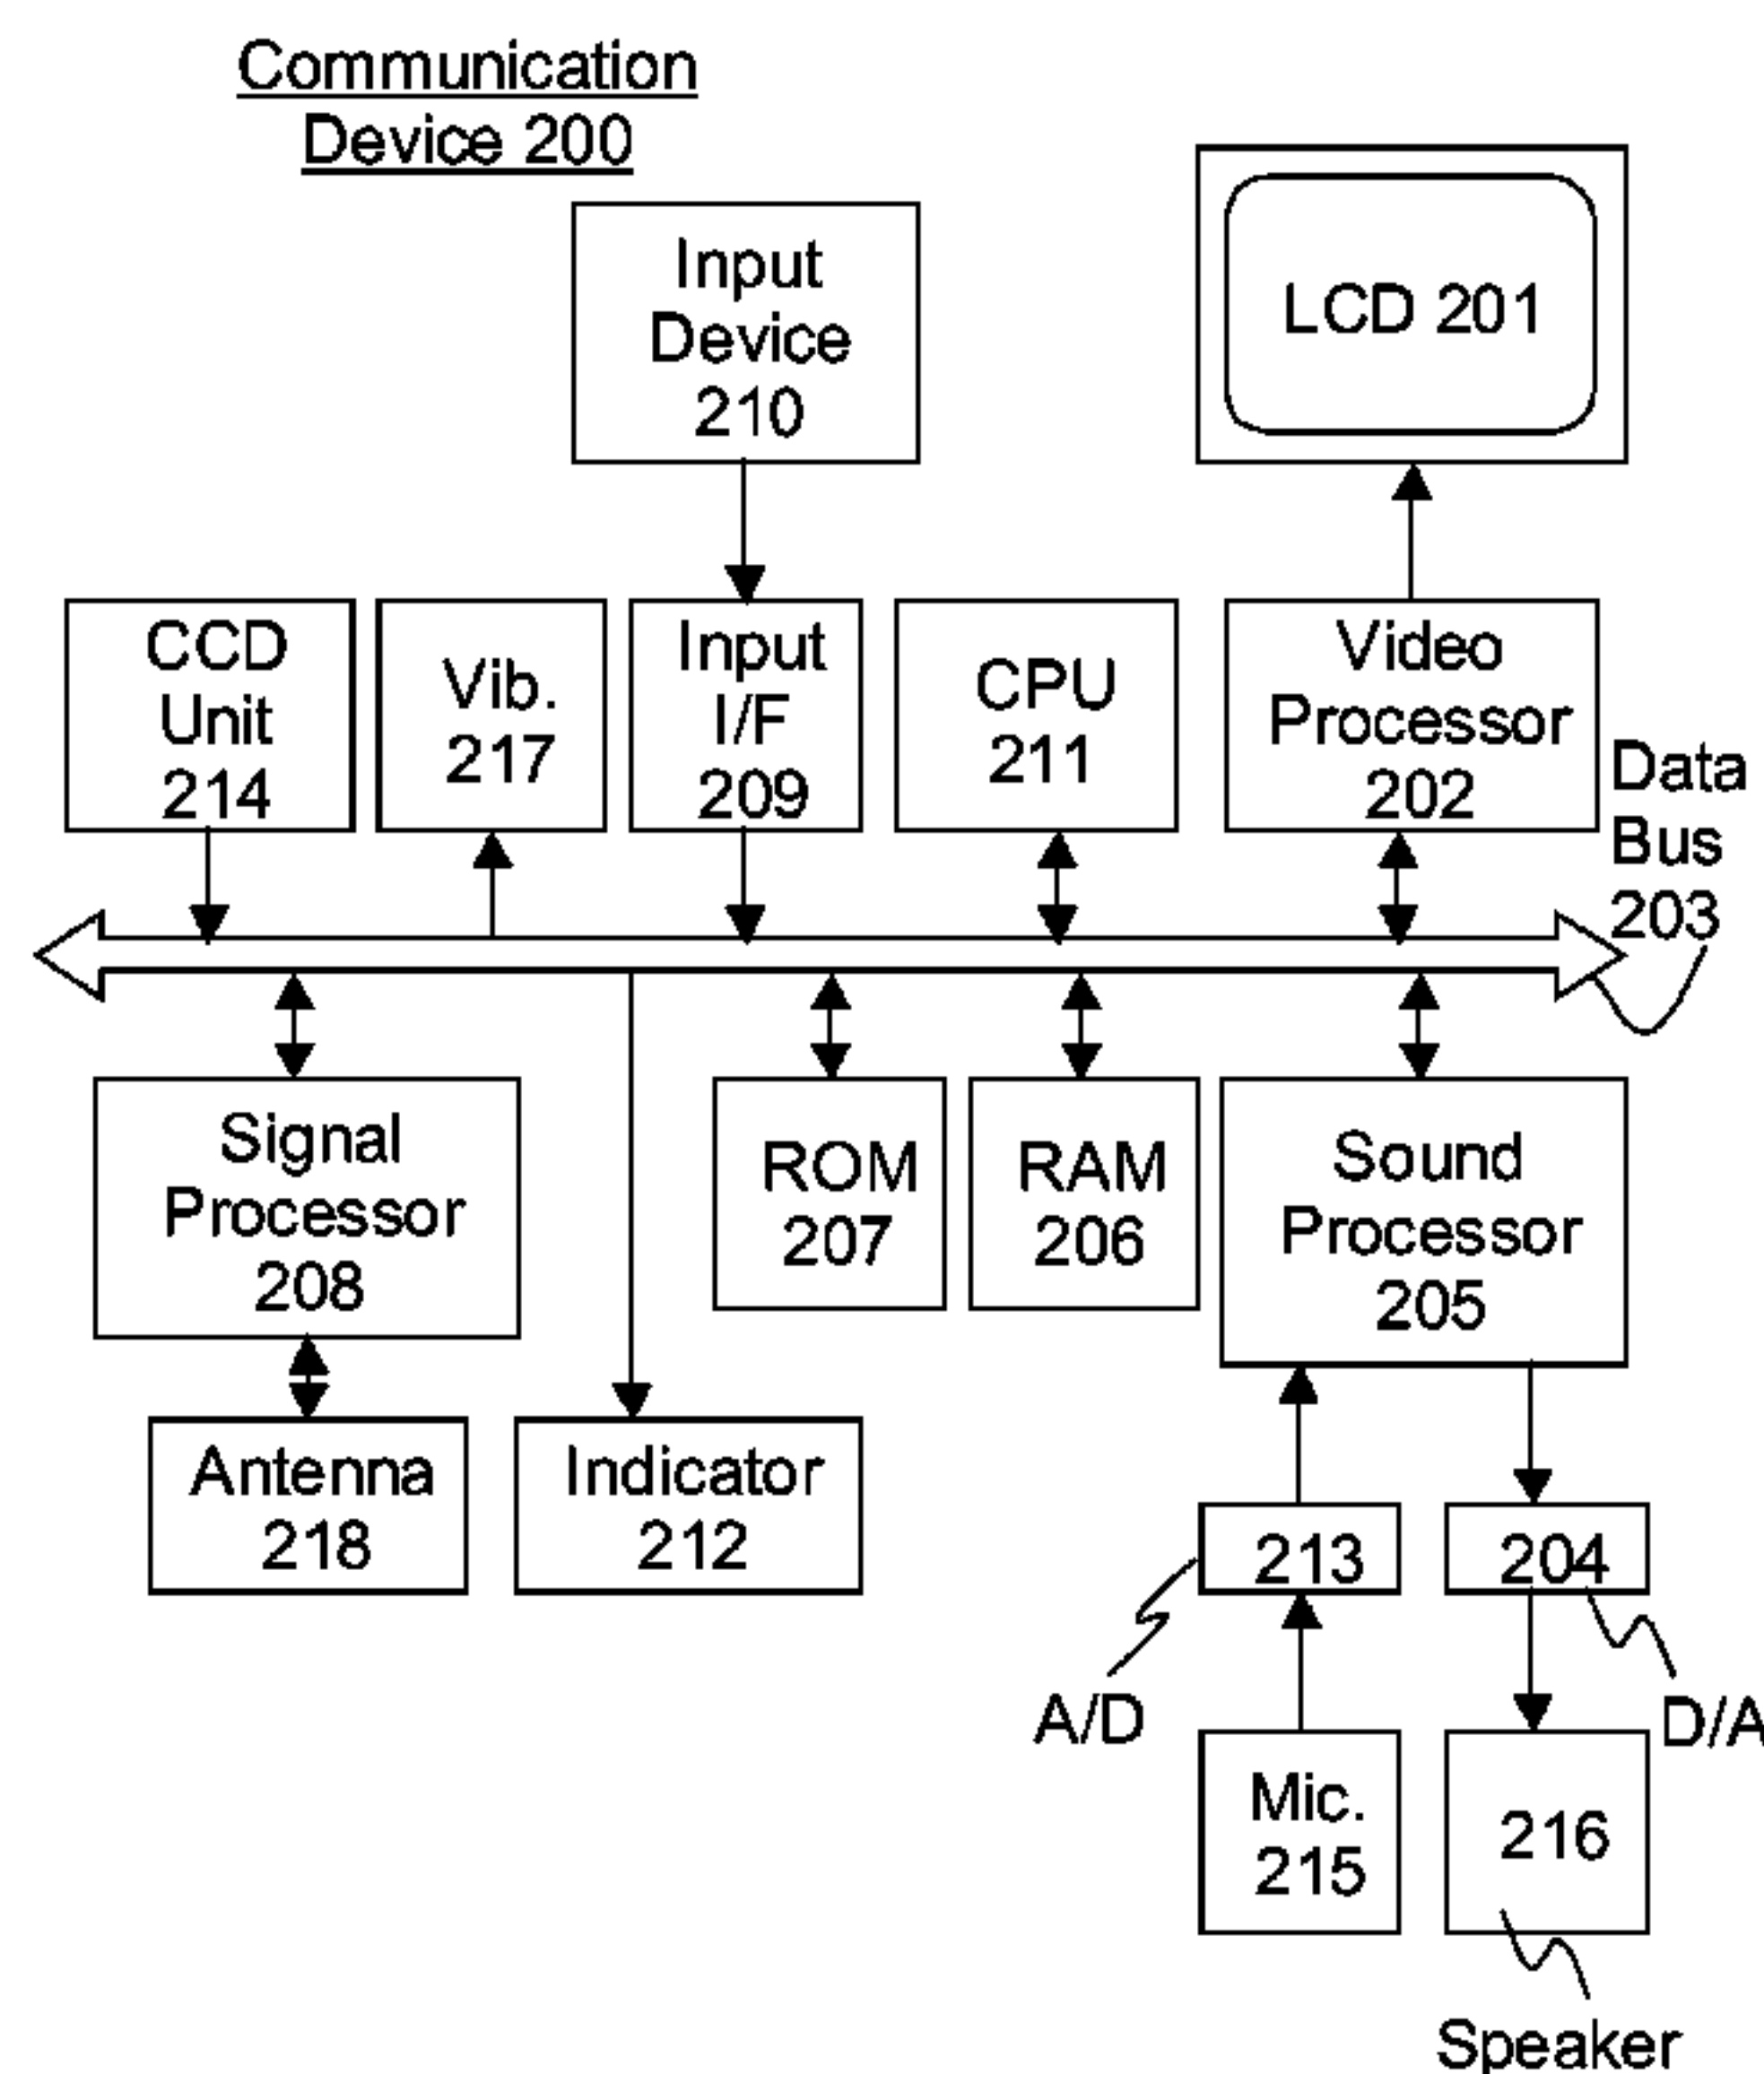 Communication
Device 200
Input
Device
210
LCD 201
CCD
Unit
214
Vib.
217
Input
I/F
209
CPU
211
Video
Processor
202
Data
Bus
203
Signal
Processor
208
ROM
207
RAM
206
Sound
Processor
205
Antenna
218
Indicator
212
213
204
A/D
D/A
Mic.
215
216
Speaker